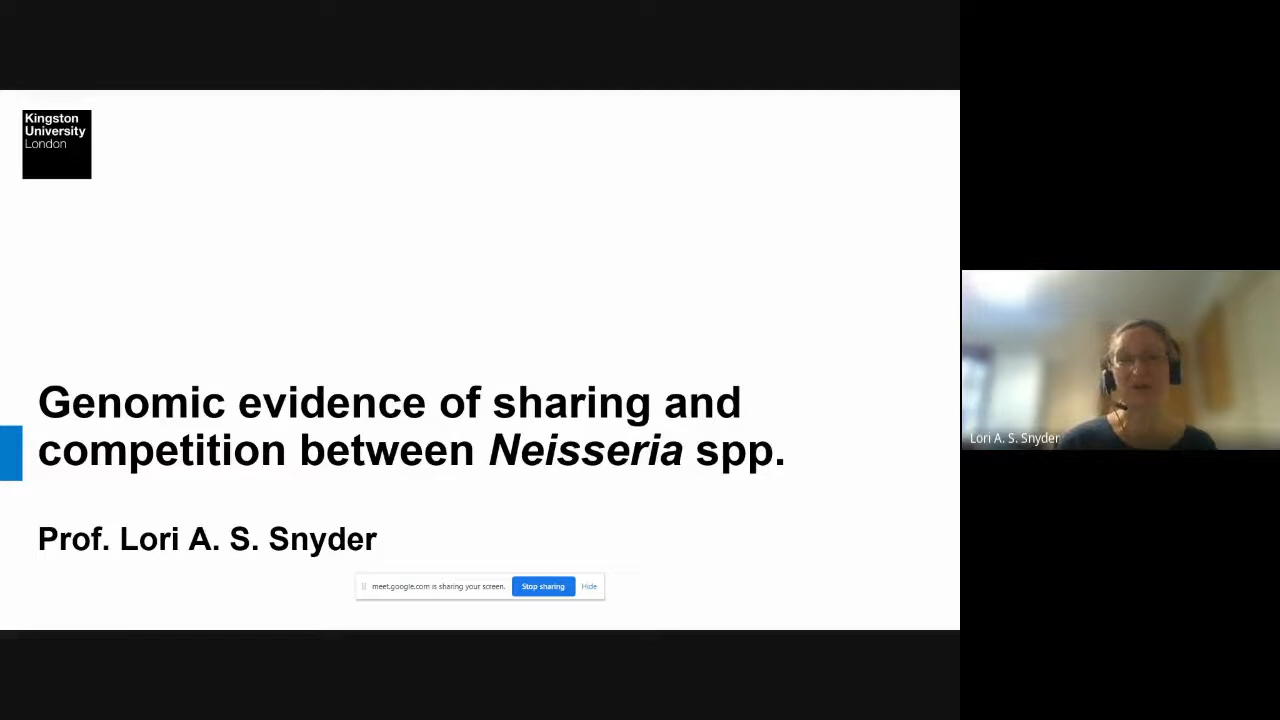 Kingston
University
London
Genomic evidence of sharing and
competition between Neisseria spp.
Prof. Lori A. S. Snyder
meet.google.com is sharing your screen. Stop sharing Hide
Lori A. S. Snyder